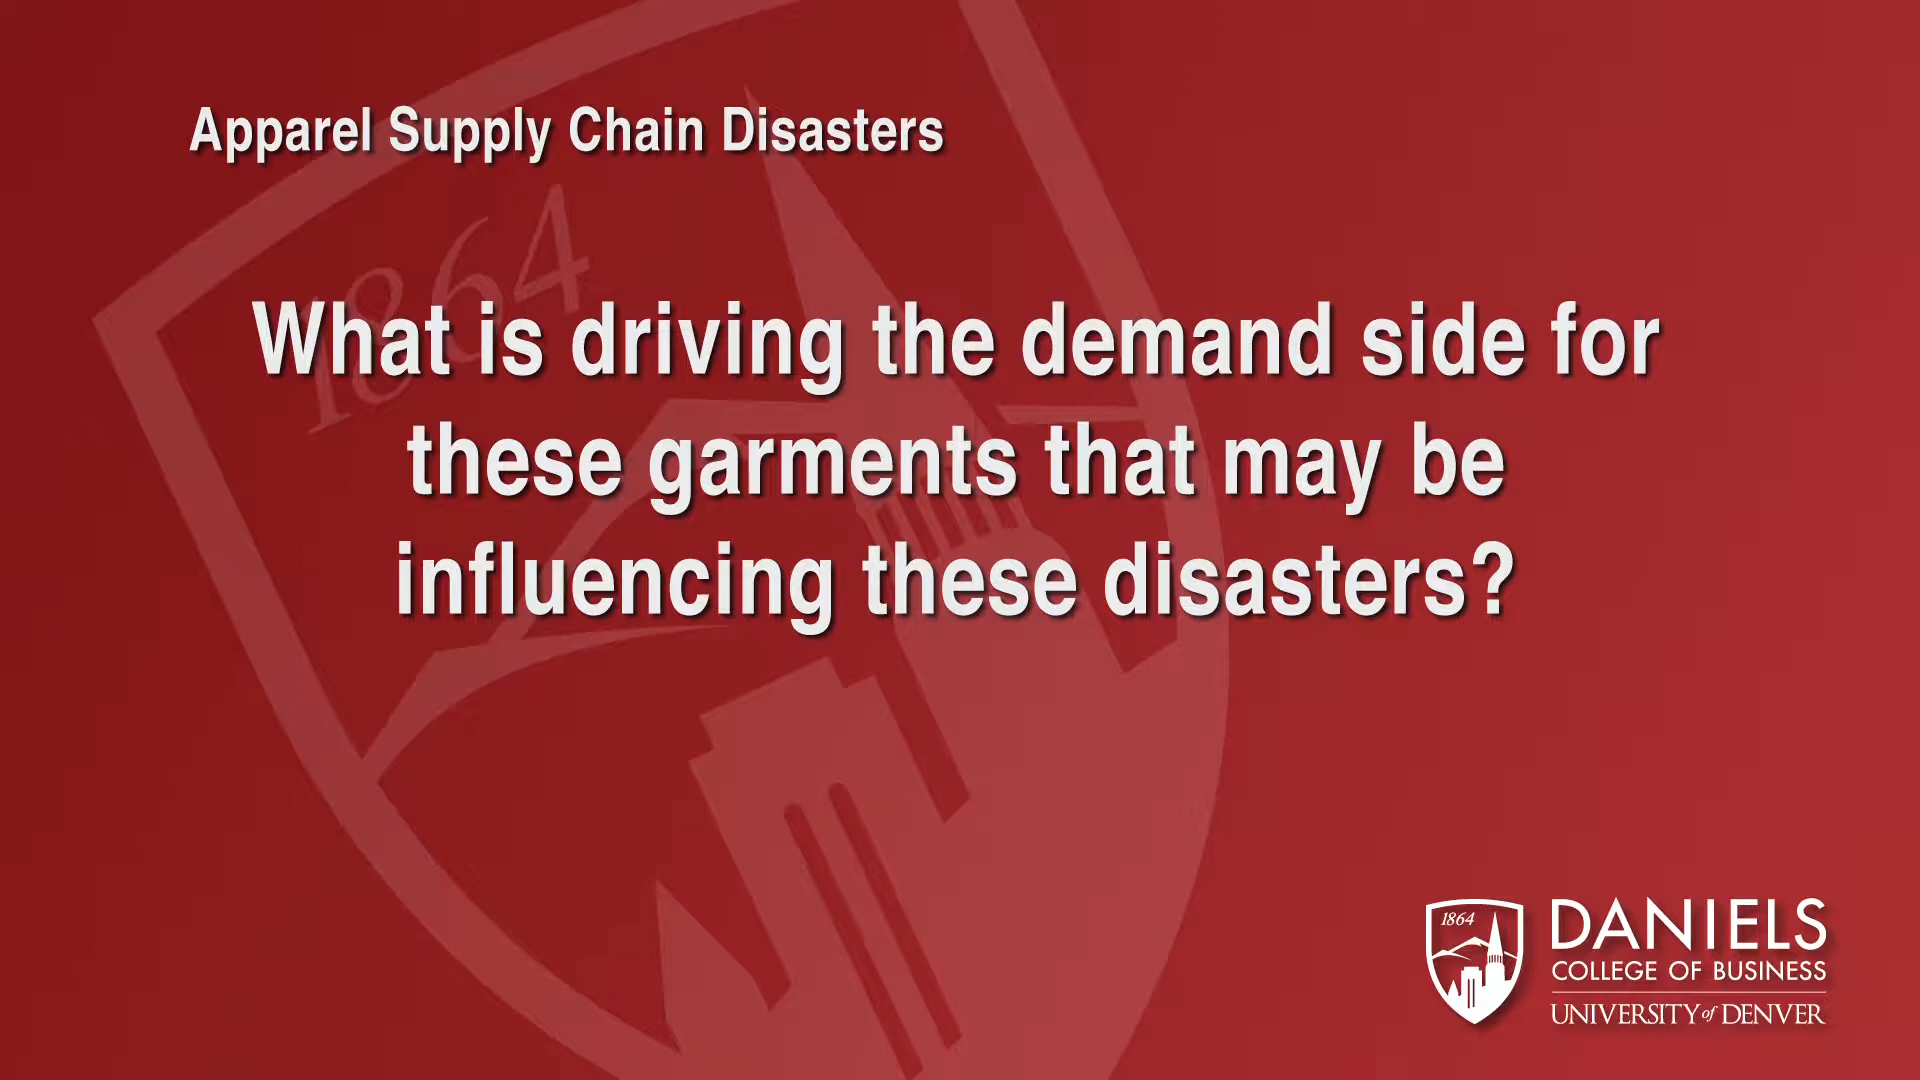 Apparel Supply Chain Disasters
1864
What is driving the demand side for
these garments that may be
influencing these disasters?
1864
DANIELS
COLLEGE OF BUSINESS
UNIVERSITY of DENVER